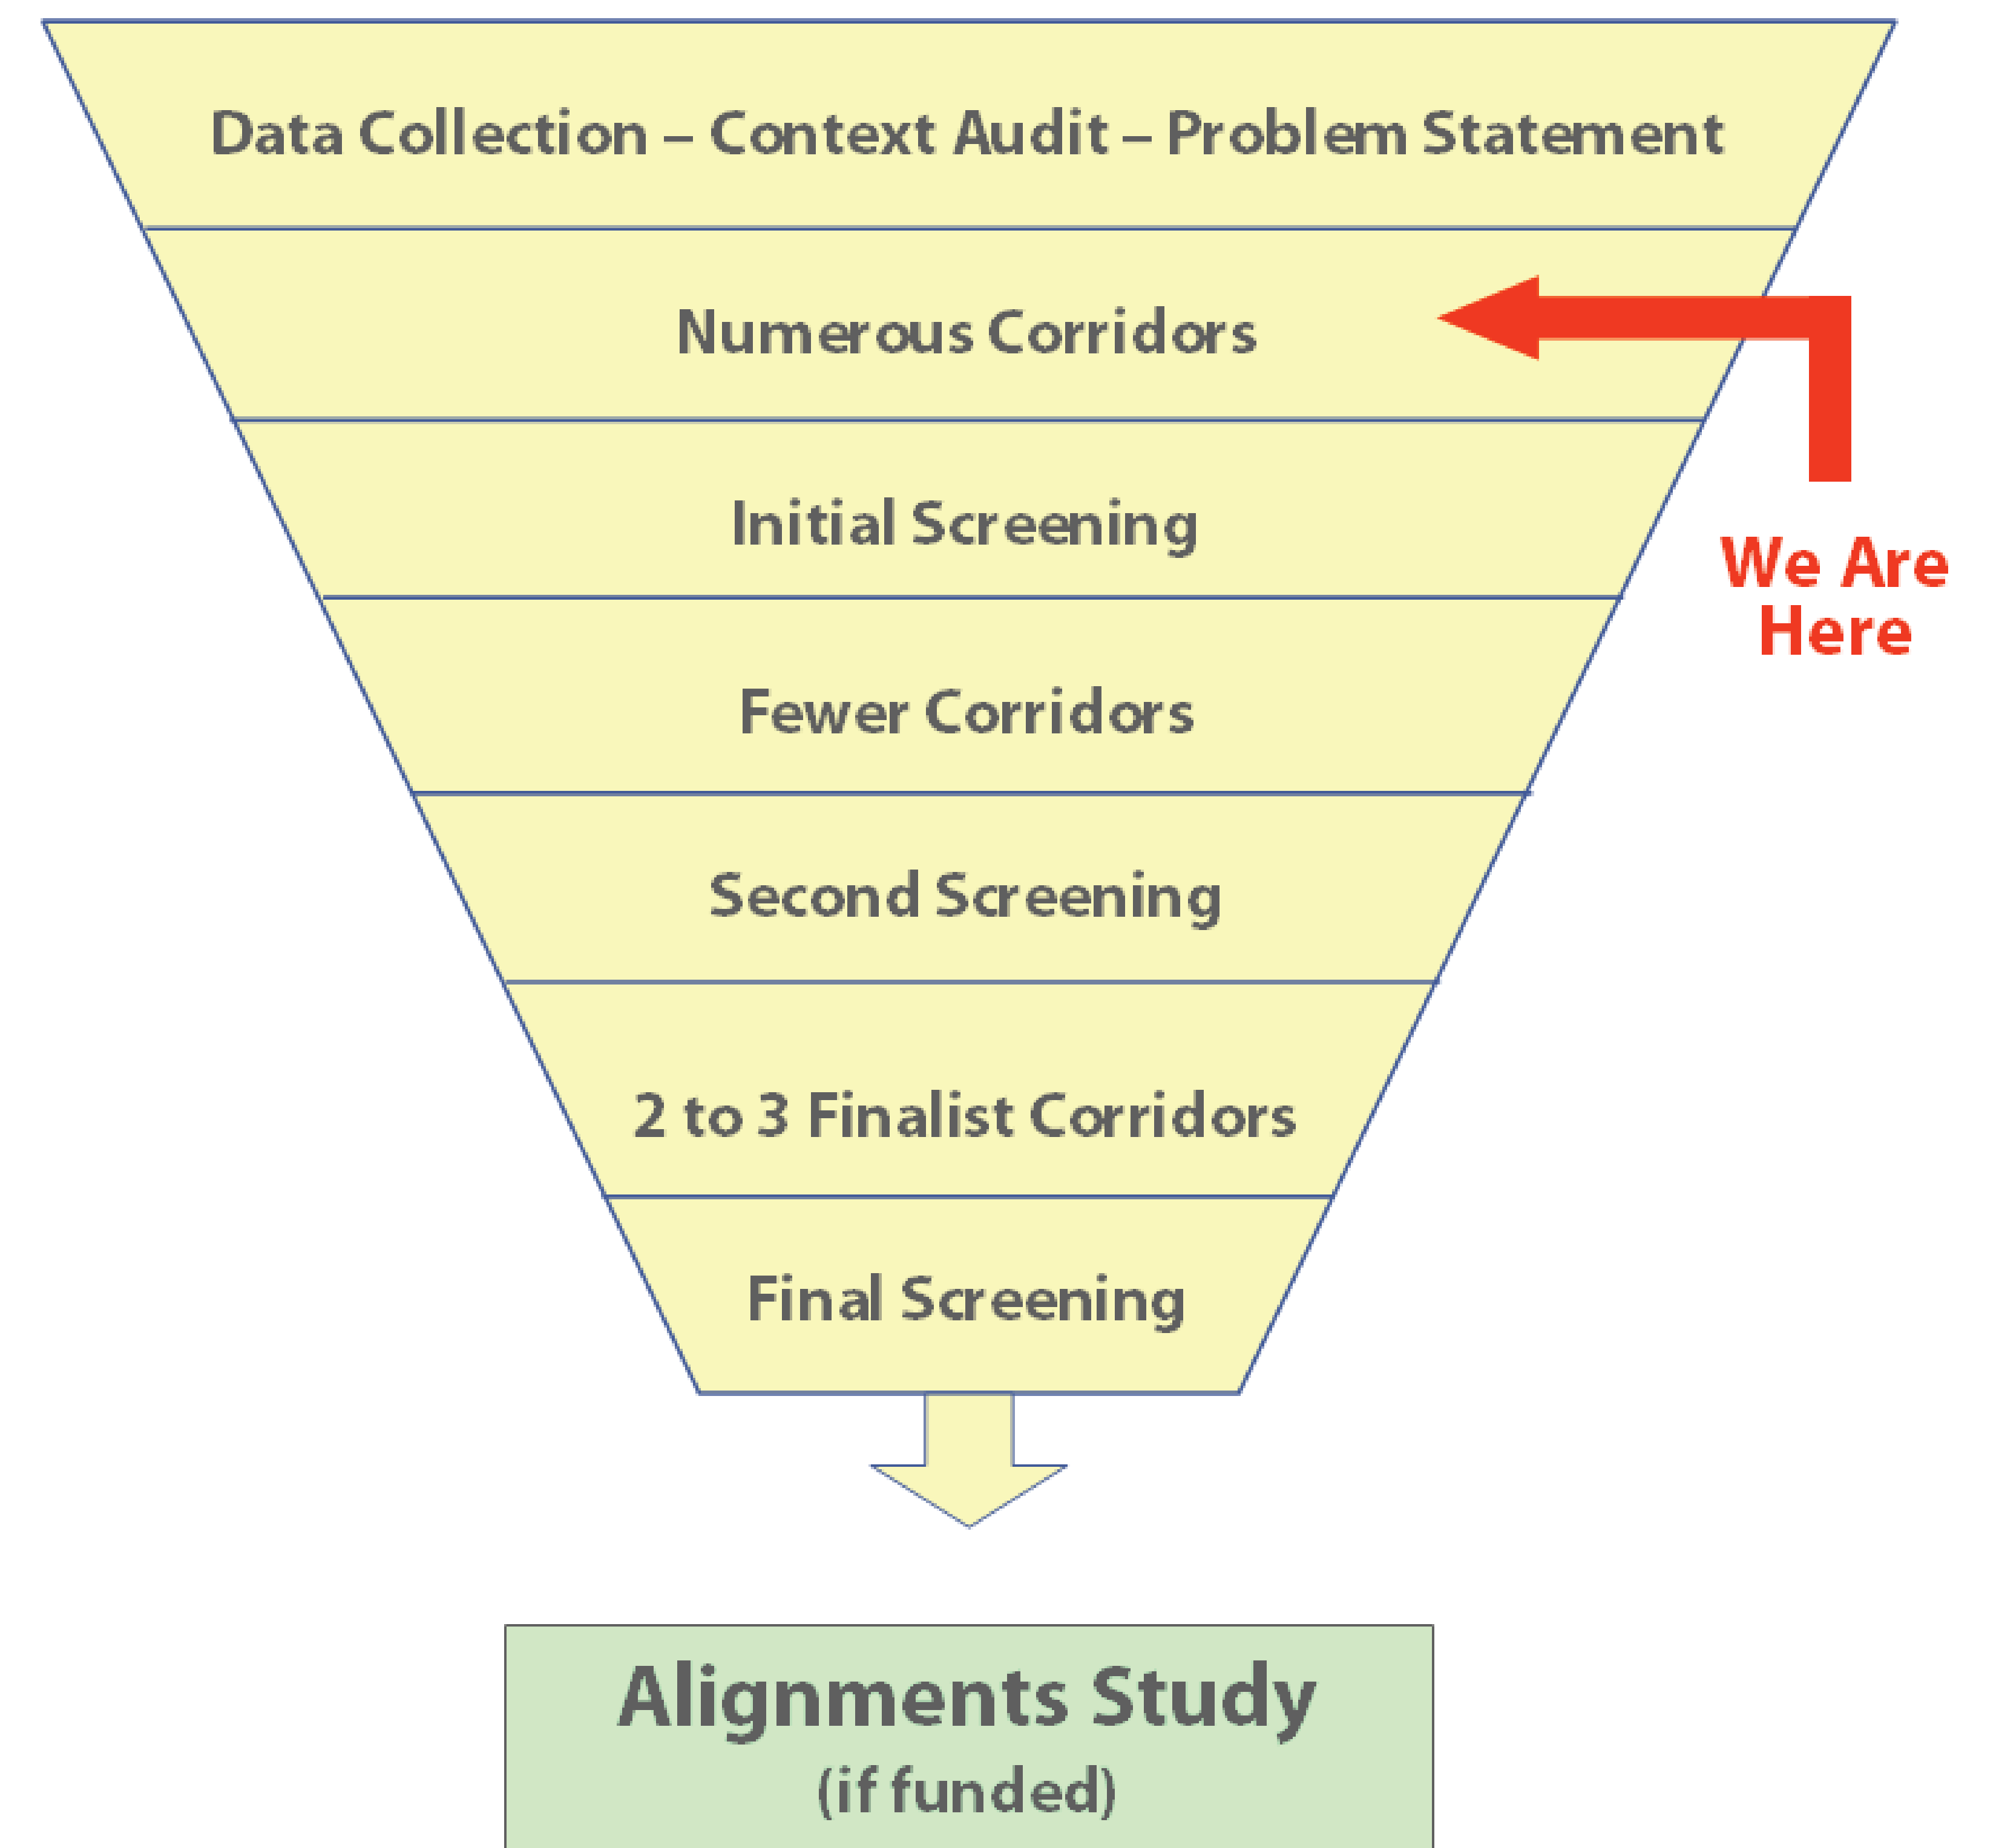 Data Collection – Context Audit – Problem Statement
Numerous Corridors
Initial Screening
We Are
Here
Fewer Corridors
Second Screening
2 to 3 Finalist Corridors
Final Screening
Alignments Study
(if funded)